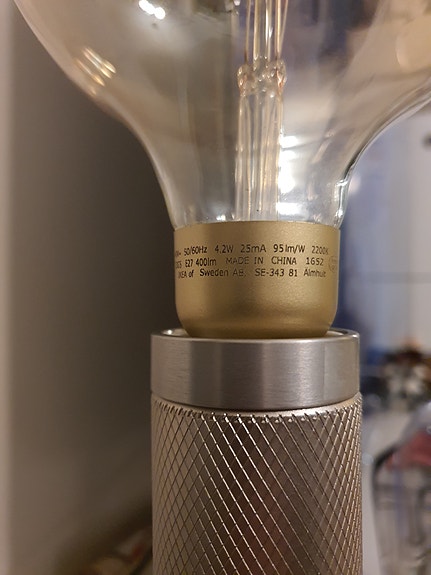 50/60Hz 4.2W 25mA 95lm/W 2200K
E27 400lm MADE IN CHINA 1652
IKEA of Sweden AB SE-343 81 Älmhult